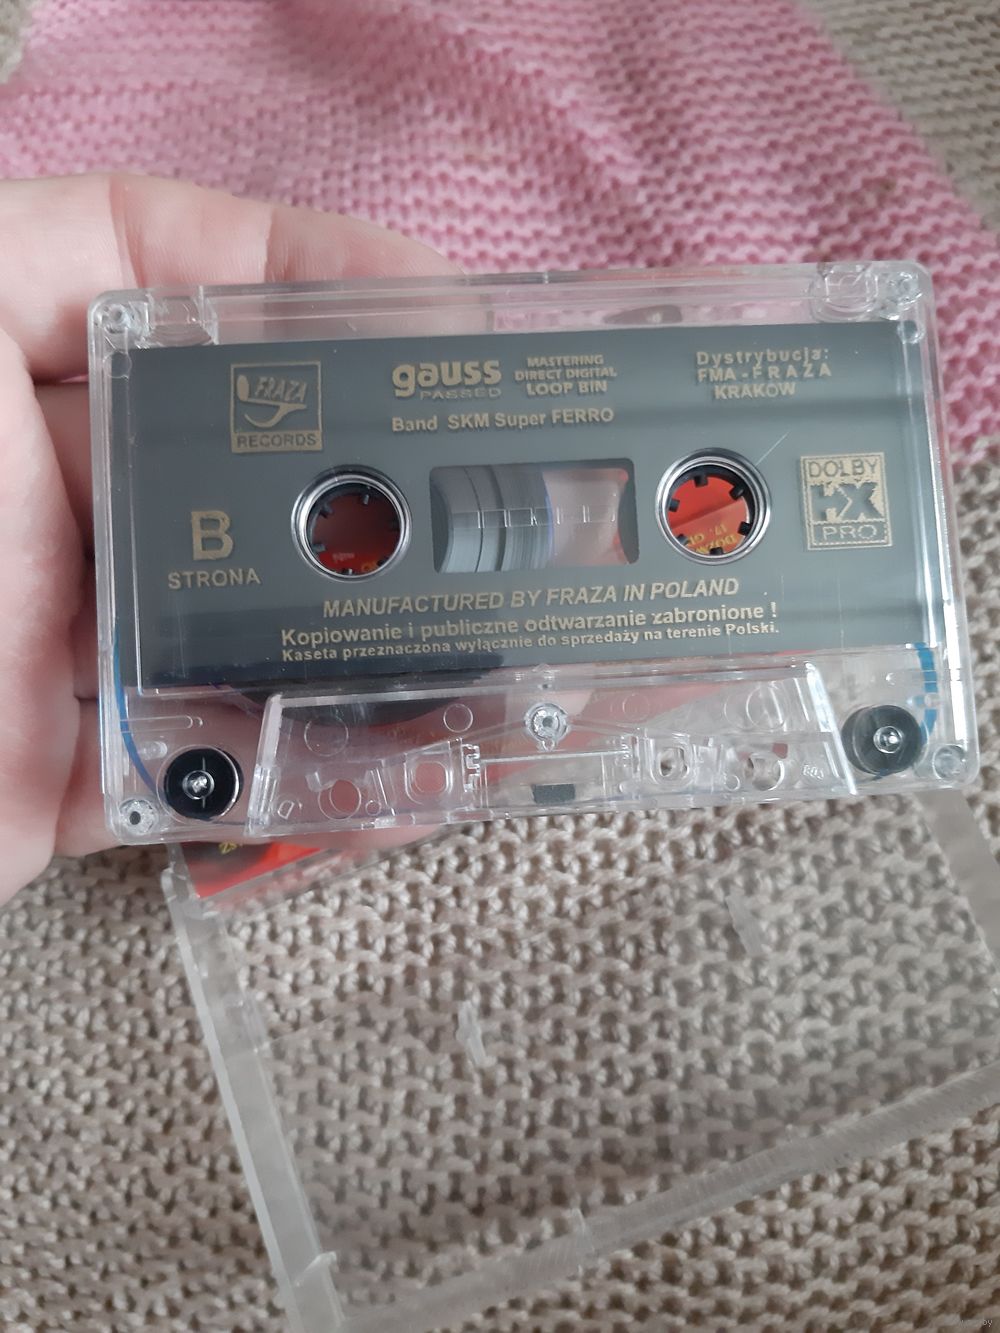 FRAZA
RECORDS
gauss
PASSED
MASTERING
DIRECT DIGITAL
LOOP BIN
Band SKM Super FERRO
Dystrybucja:
FMA-FRAZA
KRAKÓW
B
STRONA
DOLBY
HX
PRO
MANUFACTURED BY FRAZA IN POLAND
Kopiowanie i publiczne odtwarzanie zabronione !
Kaseta przeznaczona wyłącznie do sprzedaży na terenie Polski.